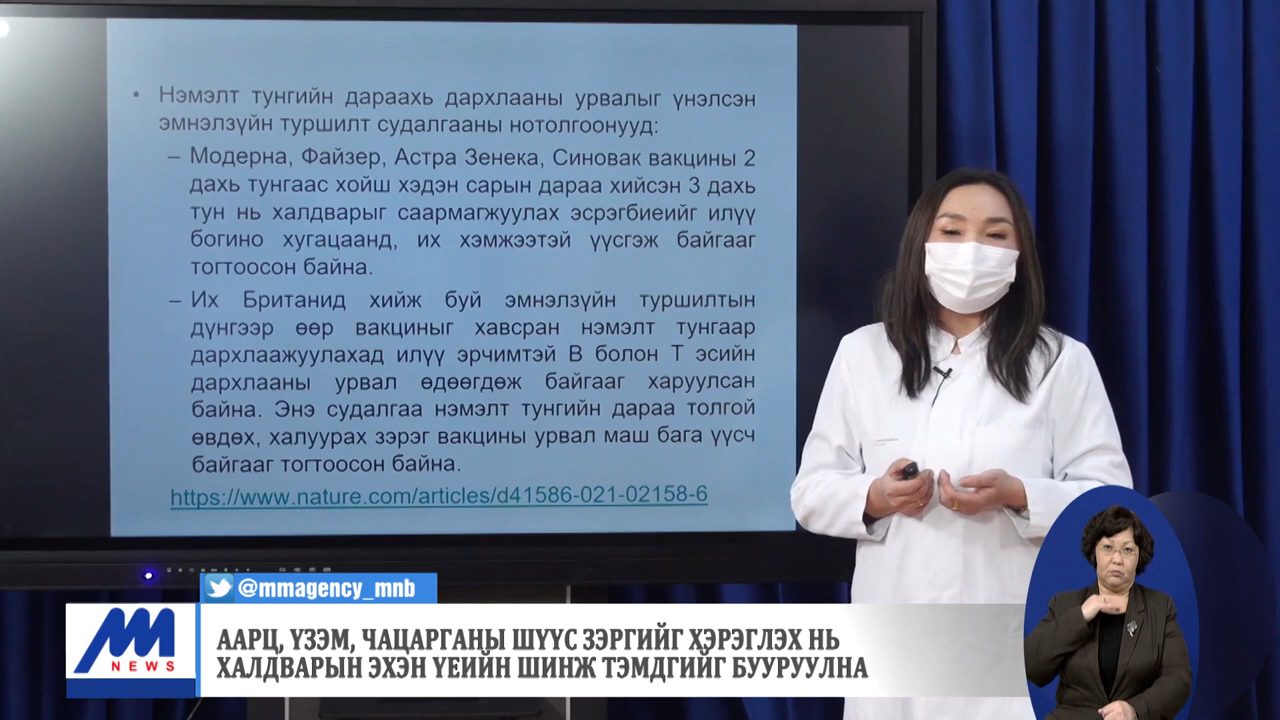 • Нэмэлт тунгийн дараахь дархлааны урвалыг үнэлсэн
эмнэлзүйн туршилт судалгааны нотолгоонууд:
– Модерна, Файзер, Астра Зенека, Синовак вакцины 2
дахь тунгаас хойш хэдэн сарын дараа хийсэн 3 дахь
тун нь халдварыг саармагжуулах эсрэгбиеийг илүү
богино хугацаанд, их хэмжээтэй үүсгэж байгааг
тогтоосон байна.
– Их Британид хийж буй эмнэлзүйн туршилтын
дүнгээр өөр вакциныг хавсран нэмэлт тунгаар
дархлаажуулахад илүү эрчимтэй В болон Т эсийн
дархлааны урвал өдөөгдөж байгааг харуулсан
байна. Энэ судалгаа нэмэлт тунгийн дараа толгой
өвдөх, халуурах зэрэг вакцины урвал маш бага үүсч
байгааг тогтоосон байна.
https://www.nature.com/articles/d41586-021-02158-6
@mmagency_mnb
MM
NEWS
ААРЦ, ҮЗЭМ, ЧАЦАРГАНЫ ШҮҮС ЗЭРГИЙГ ХЭРЭГЛЭХ НЬ
ХАЛДВАРЫН ЭХЭН ҮЕИЙН ШИНЖ ТЭМДГИЙГ БУУРУУЛНА